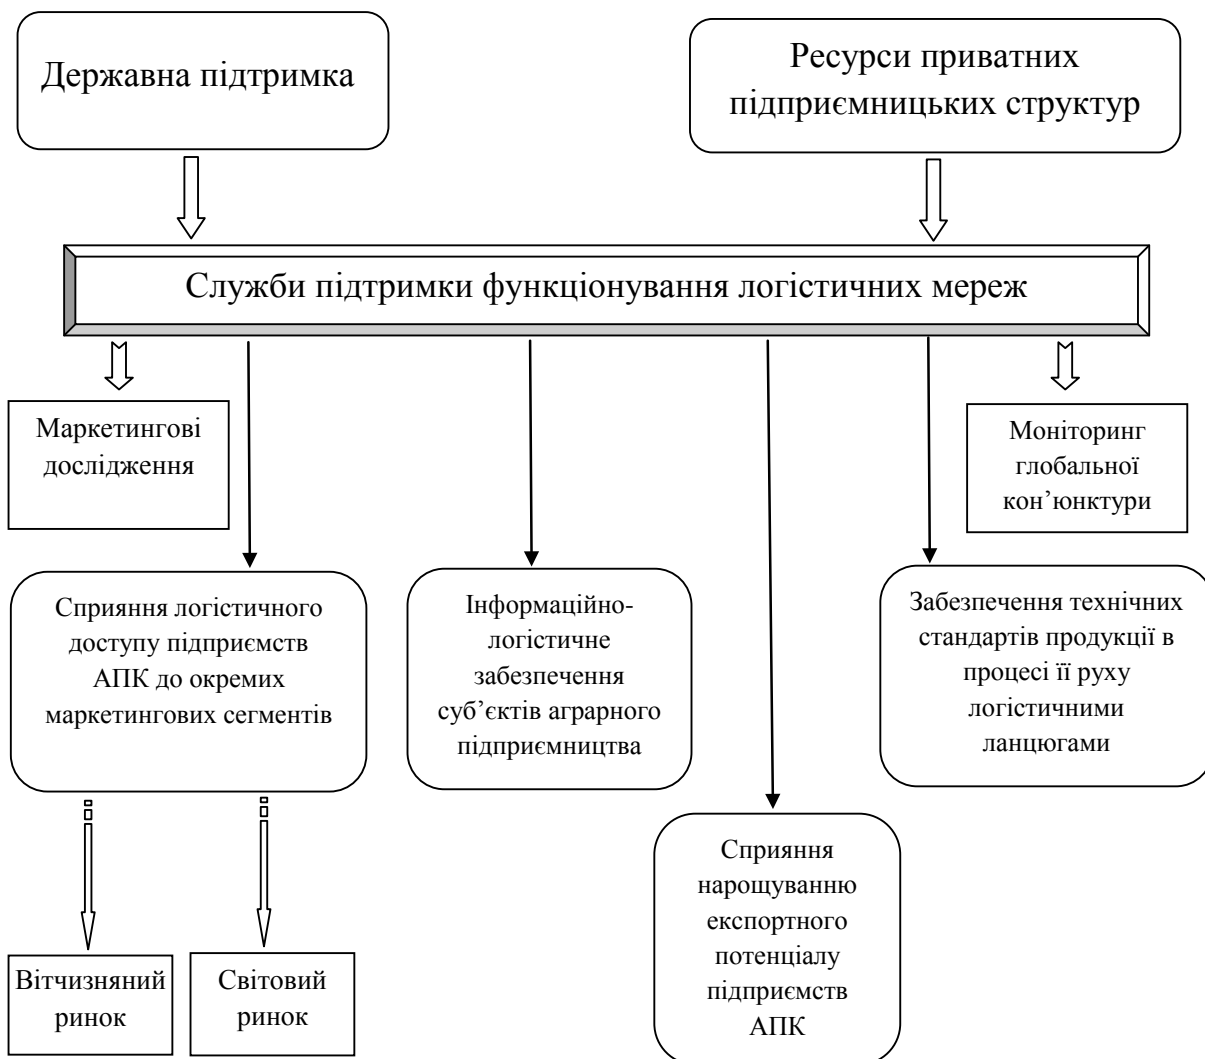 Державна підтримка
Ресурси приватних
підприємницьких структур
Служби підтримки функціонування логістичних мереж
Маркетингові
дослідження
Моніторинг
глобальної
кон’юнктури
Сприяння логістичного
доступу підприємств
АПК до окремих
маркетингових сегментів
Інформаційно-
логістичне
забезпечення
суб’єктів аграрного
підприємництва
Забезпечення технічних
стандартів продукції в
процесі її руху
логістичними
ланцюгами
Сприяння
нарощуванню
експортного
потенціалу
підприємств
АПК
Вітчизняний
ринок
Світовий
ринок